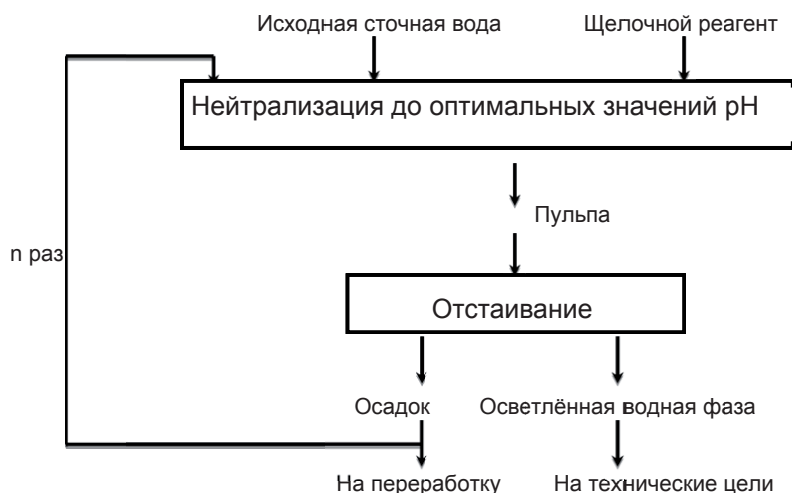 Исходная сточная вода
Щелочной реагент
Нейтрализация до оптимальных значений pH
Пульпа
n раз
Отстаивание
Осадок
Осветлённая водная фаза
На переработку
На технические цели